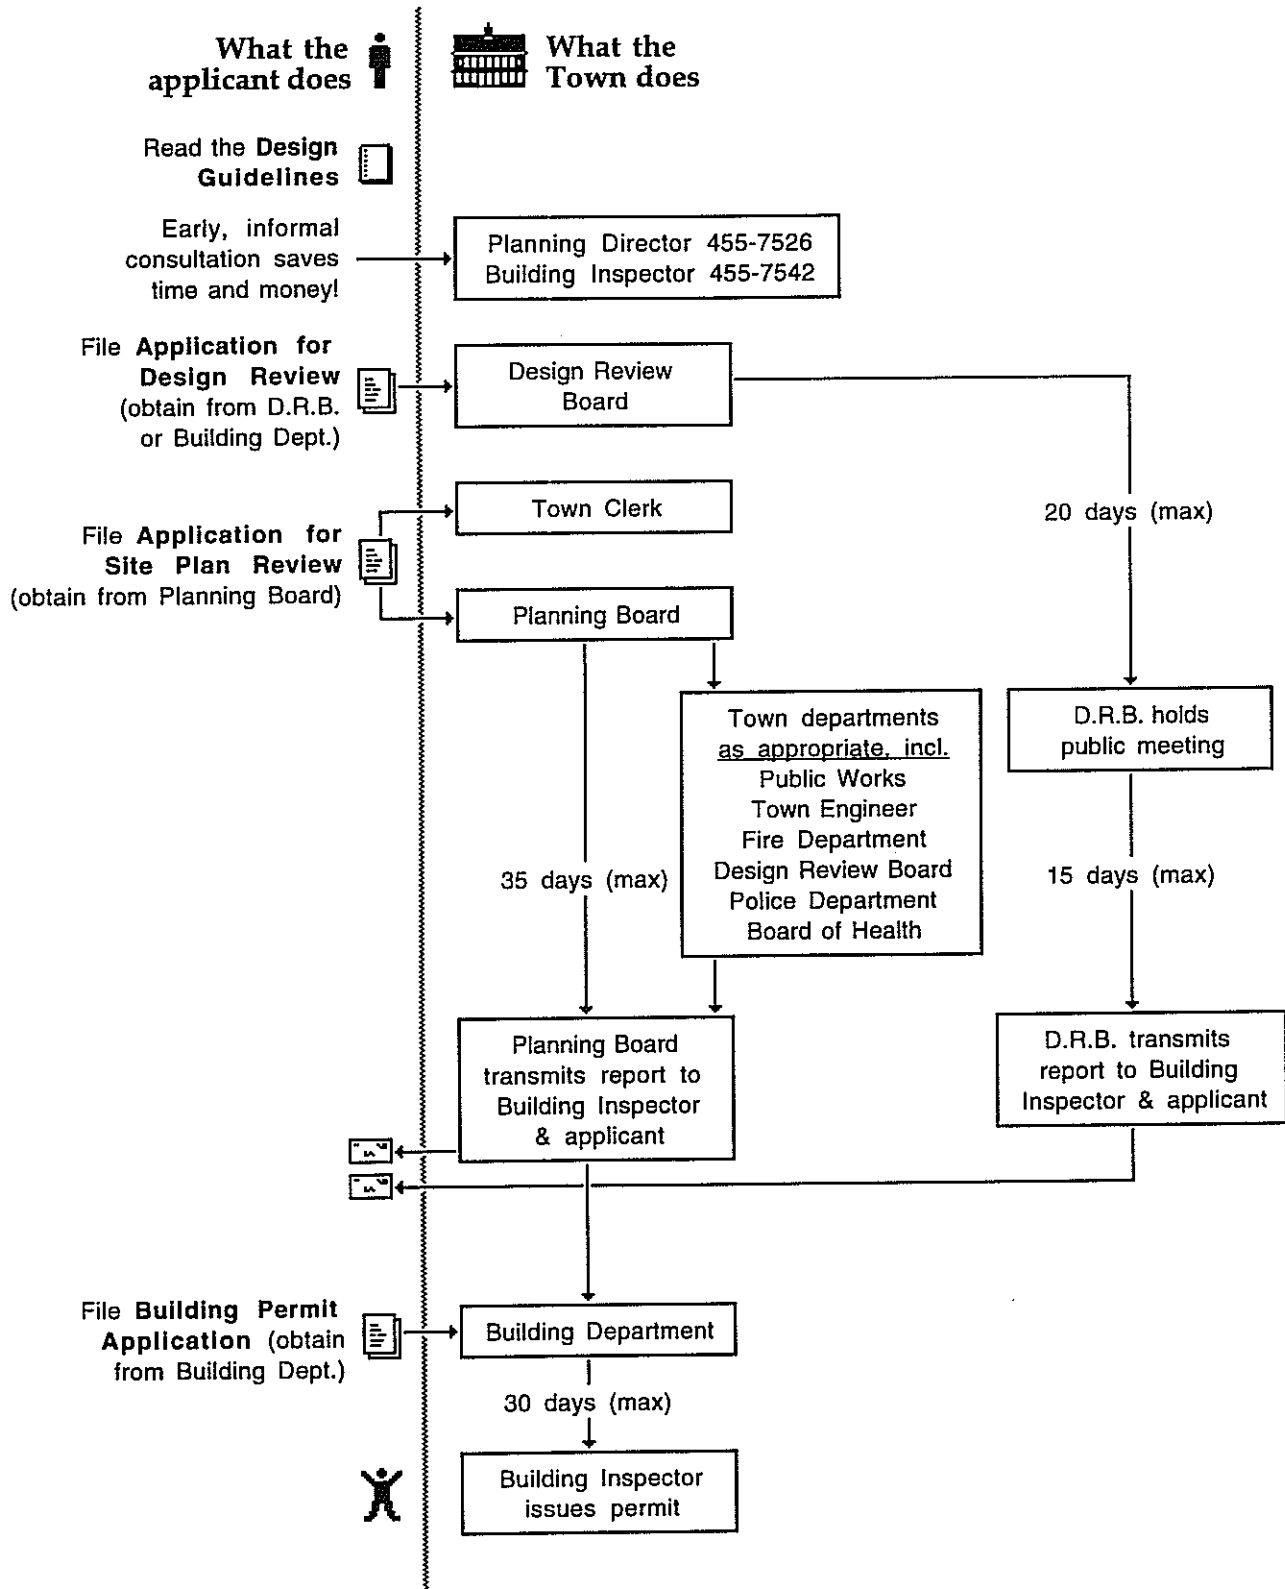 What the
applicant does
What the
Town does
Read the Design
Guidelines
Early, informal
consultation saves
time and money!
Planning Director 455-7526
Building Inspector 455-7542
File Application for
Design Review
(obtain from D.R.B.
or Building Dept.)
Design Review
Board
20 days (max)
File Application for
Site Plan Review
(obtain from Planning Board)
Town Clerk
Planning Board
Town departments
as appropriate, incl.
Public Works
Town Engineer
Fire Department
Design Review Board
Police Department
Board of Health
D.R.B. holds
public meeting
35 days (max)
15 days (max)
Planning Board
transmits report to
Building Inspector
& applicant
D.R.B. transmits
report to Building
Inspector & applicant
File Building Permit
Application (obtain
from Building Dept.)
Building Department
30 days (max)
Building Inspector
issues permit